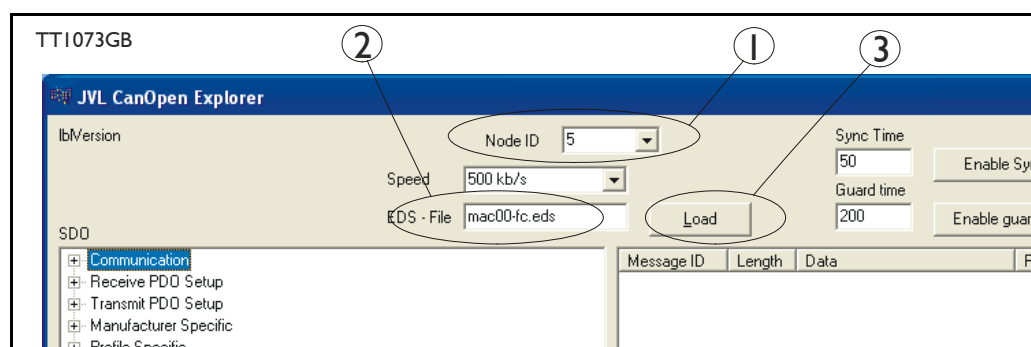 TT1073GB
2 1 3
JVL CanOpen Explorer
lblVersion
Node ID 5
Sync Time
50
Speed 500 kb/s
Guard time
EDS - File mac00-fc.eds
Load
200
Enable guar
Enable Sy
SDO
Communication
Message ID Length Data
Receive PDO Setup
Transmit PDO Setup
Manufacturer Specific
Profile Specific